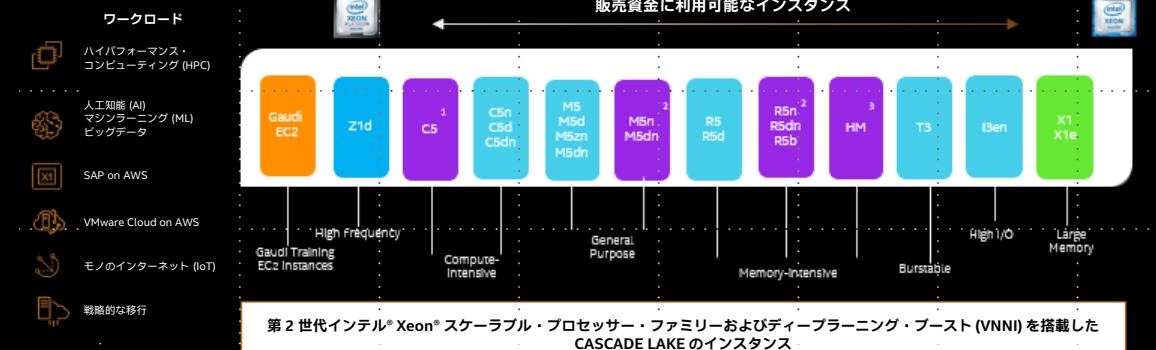 ワークロード
販売資金に利用可能なインスタンス
intel
XEON
PLATINUM
intel
XEON
ハイパフォーマンス・
コンピューティング (HPC)
人工知能 (AI)
マシンラーニング (ML)
ビッグデータ
X1
SAP on AWS
VMware Cloud on AWS
モノのインターネット (IoT)
戦略的な移行
Gaudi
EC2
Z1d
C5 1
C5n
C5d
C5dn
M5
M5d
M5zn
M5dn
M5n 2
M5dn
R5
R5d
R5n 2
R5dn
R5b
HM 3
T3
I3en
X1
X1e
Gaudi Training
EC2 Instances
High Frequency
Compute-
Intensive
General
Purpose
Memory-Intensive
Burstable
High I/O
Large
Memory
第 2 世代インテル® Xeon® スケーラブル・プロセッサー・ファミリーおよびディープラーニング・ブースト (VNNI) を搭載した
CASCADE LAKE のインスタンス